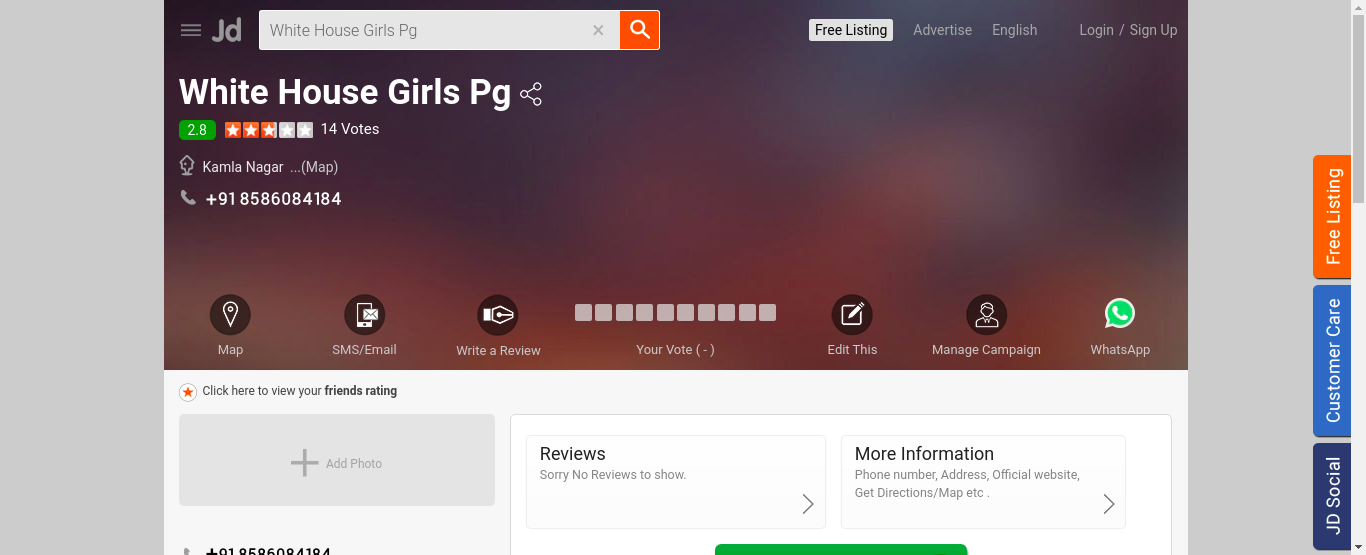 Jd
White House Girls Pg
Free Listing
Advertise
English
Login / Sign Up
White House Girls Pg
2.8
14 Votes
Kamla Nagar ...(Map)
+91 8586084184
Map
SMS/Email
Write a Review
Your Vote ( - )
Edit This
Manage Campaign
WhatsApp
Click here to view your friends rating
Add Photo
Reviews
Sorry No Reviews to show.
More Information
Phone number, Address, Official website,
Get Directions/Map etc .
+91 8586084184
Free Listing
Customer Care
JD Social